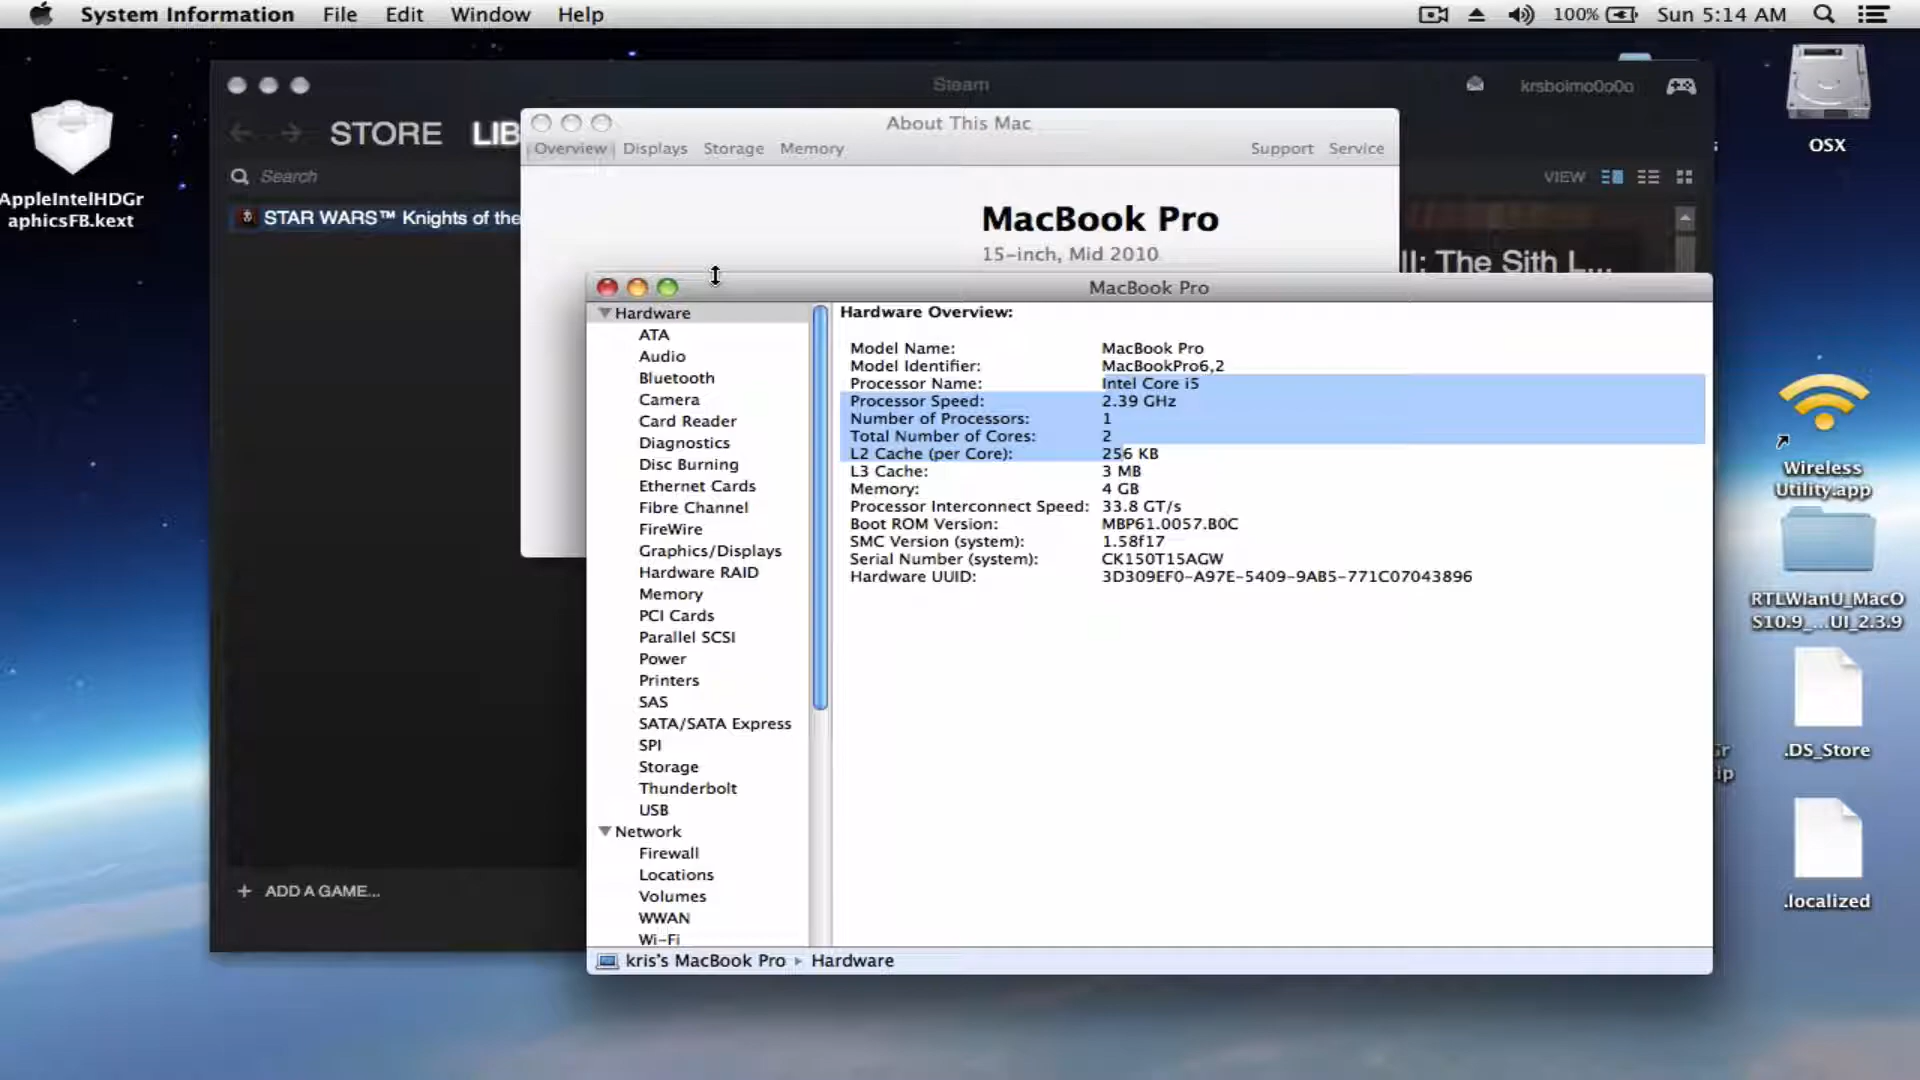 System Information File Edit Window Help 100% Sun 5:14 AM
Steam
krsbolmo0o0o
STORE LIB
Search
VIEW
STAR WARS™ Knights of the
II: The Sith L...
ADD A GAME...
About This Mac
Overview Displays Storage Memory Support Service
MacBook Pro
15-inch, Mid 2010
MacBook Pro
Hardware
ATA
Audio
Bluetooth
Camera
Card Reader
Diagnostics
Disc Burning
Ethernet Cards
Fibre Channel
FireWire
Graphics/Displays
Hardware RAID
Memory
PCI Cards
Parallel SCSI
Power
Printers
SAS
SATA/SATA Express
SPI
Storage
Thunderbolt
USB
Network
Firewall
Locations
Volumes
WWAN
Wi-Fi
Hardware Overview:
Model Name: MacBook Pro
Model Identifier: MacBookPro6,2
Processor Name: Intel Core i5
Processor Speed: 2.39 GHz
Number of Processors: 1
Total Number of Cores: 2
L2 Cache (per Core): 256 KB
L3 Cache: 3 MB
Memory: 4 GB
Processor Interconnect Speed: 33.8 GT/s
Boot ROM Version: MBP61.0057.B0C
SMC Version (system): 1.58f17
Serial Number (system): CK150T15AGW
Hardware UUID: 3D309EF0-A97E-5409-9AB5-771C07043896
kris's MacBook Pro Hardware
AppleIntelHDGr
aphicsFB.kext
OSX
Wireless
Utility.app
RTLWlanU_MacO
S10.9_...UI_2.3.9
.DS_Store
.localized